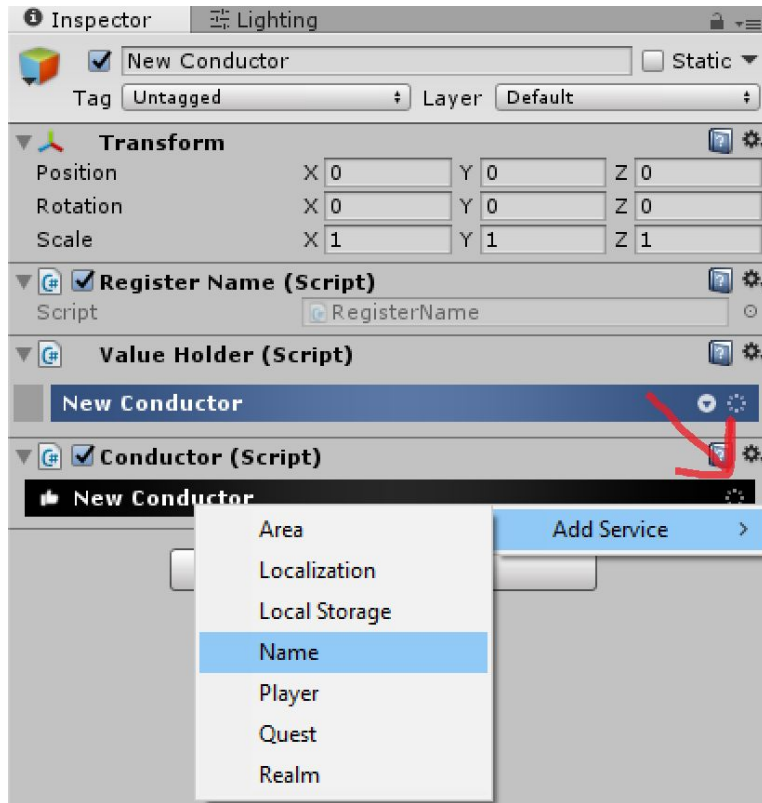 Inspector Lighting
New Conductor Static
Tag Untagged Layer Default
Transform
Position X 0 Y 0 Z 0
Rotation X 0 Y 0 Z 0
Scale X 1 Y 1 Z 1
Register Name (Script)
Script RegisterName
Value Holder (Script)
New Conductor
Conductor (Script)
New Conductor
Add Service
Area
Localization
Local Storage
Name
Player
Quest
Realm